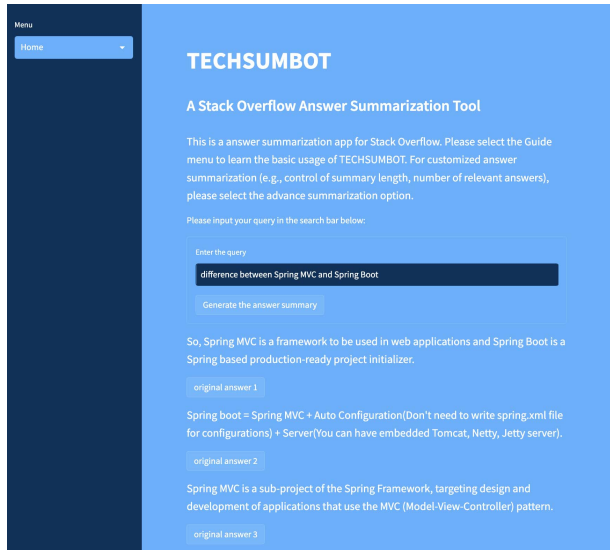 Menu
Home
TECHSUMBOT
A Stack Overflow Answer Summarization Tool
This is a answer summarization app for Stack Overflow. Please select the Guide
menu to learn the basic usage of TECHSUMBOT. For customized answer
summarization (e.g., control of summary length, number of relevant answers),
please select the advance summarization option.
Please input your query in the search bar below:
Enter the query
difference between Spring MVC and Spring Boot
Generate the answer summary
So, Spring MVC is a framework to be used in web applications and Spring Boot is a
Spring based production-ready project initializer.
original answer 1
Spring boot = Spring MVC + Auto Configuration(Don't need to write spring.xml file
for configurations) + Server(You can have embedded Tomcat, Netty, Jetty server).
original answer 2
Spring MVC is a sub-project of the Spring Framework, targeting design and
development of applications that use the MVC (Model-View-Controller) pattern.
original answer 3